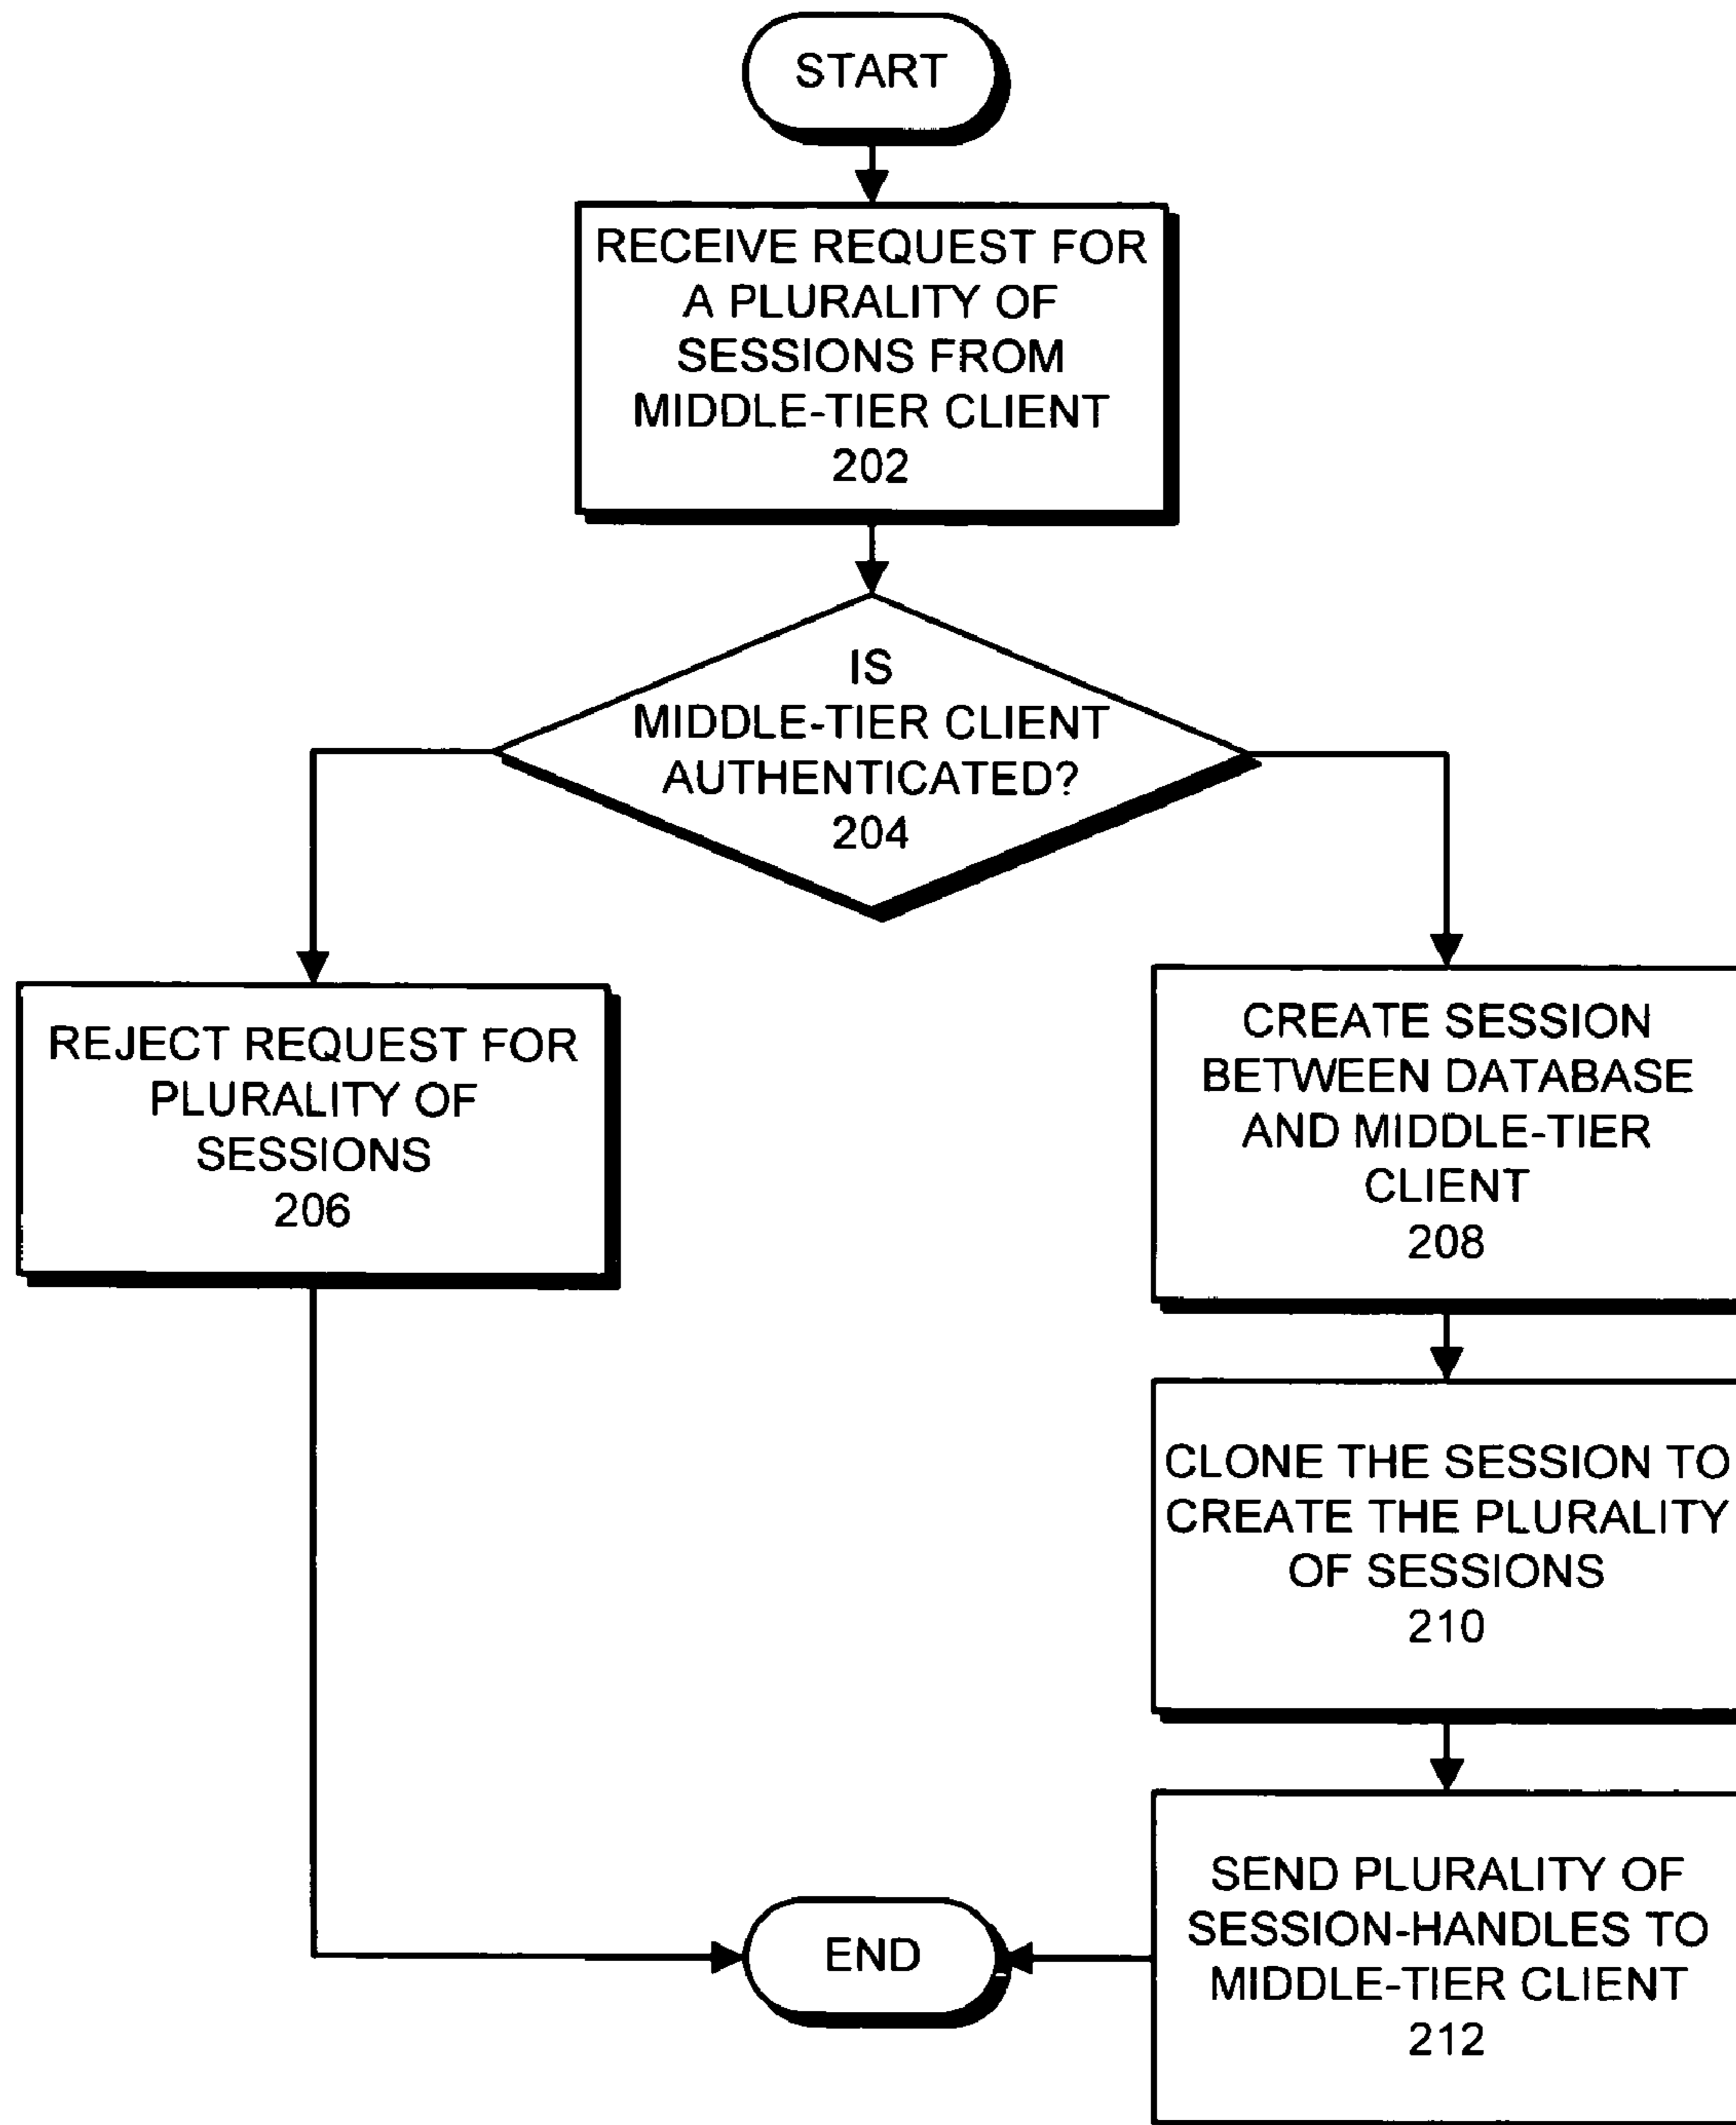 START
RECEIVE REQUEST FOR
A PLURALITY OF
SESSIONS FROM
MIDDLE-TIER CLIENT
202
IS
MIDDLE-TIER CLIENT
AUTHENTICATED?
204
REJECT REQUEST FOR
PLURALITY OF
SESSIONS
206
CREATE SESSION
BETWEEN DATABASE
AND MIDDLE-TIER
CLIENT
208
CLONE THE SESSION TO
CREATE THE PLURALITY
OF SESSIONS
210
SEND PLURALITY OF
SESSION-HANDLES TO
MIDDLE-TIER CLIENT
212
END